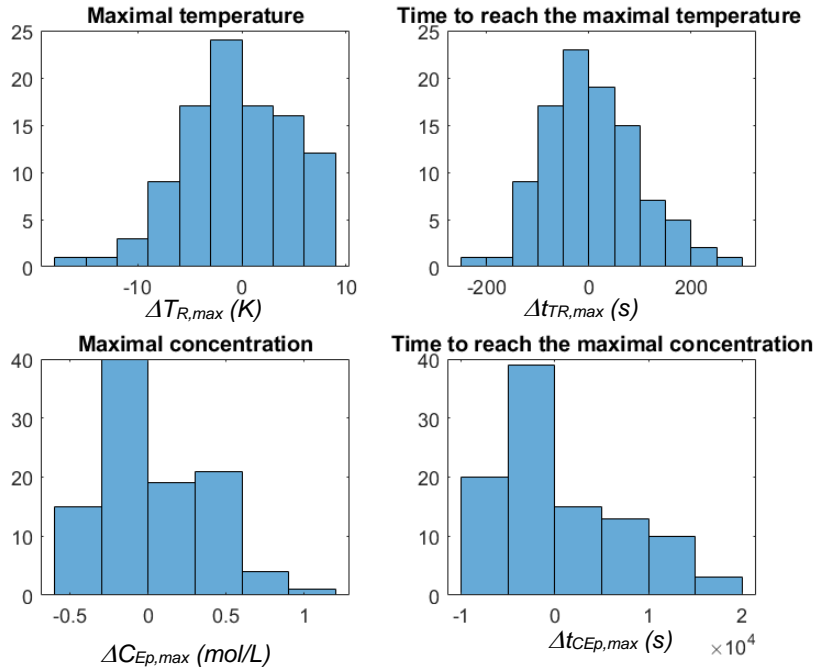 Maximal temperature
25
20
15
10
5
0
-10 0 10
ΔT_R,max (K)
Time to reach the maximal temperature
25
20
15
10
5
0
-200 0 200
Δt_TR,max (s)
Maximal concentration
40
30
20
10
0
-0.5 0 0.5 1
ΔC_Ep,max (mol/L)
Time to reach the maximal concentration
40
30
20
10
0
-1 0 1 2
×10^4
Δt_CEp,max (s)